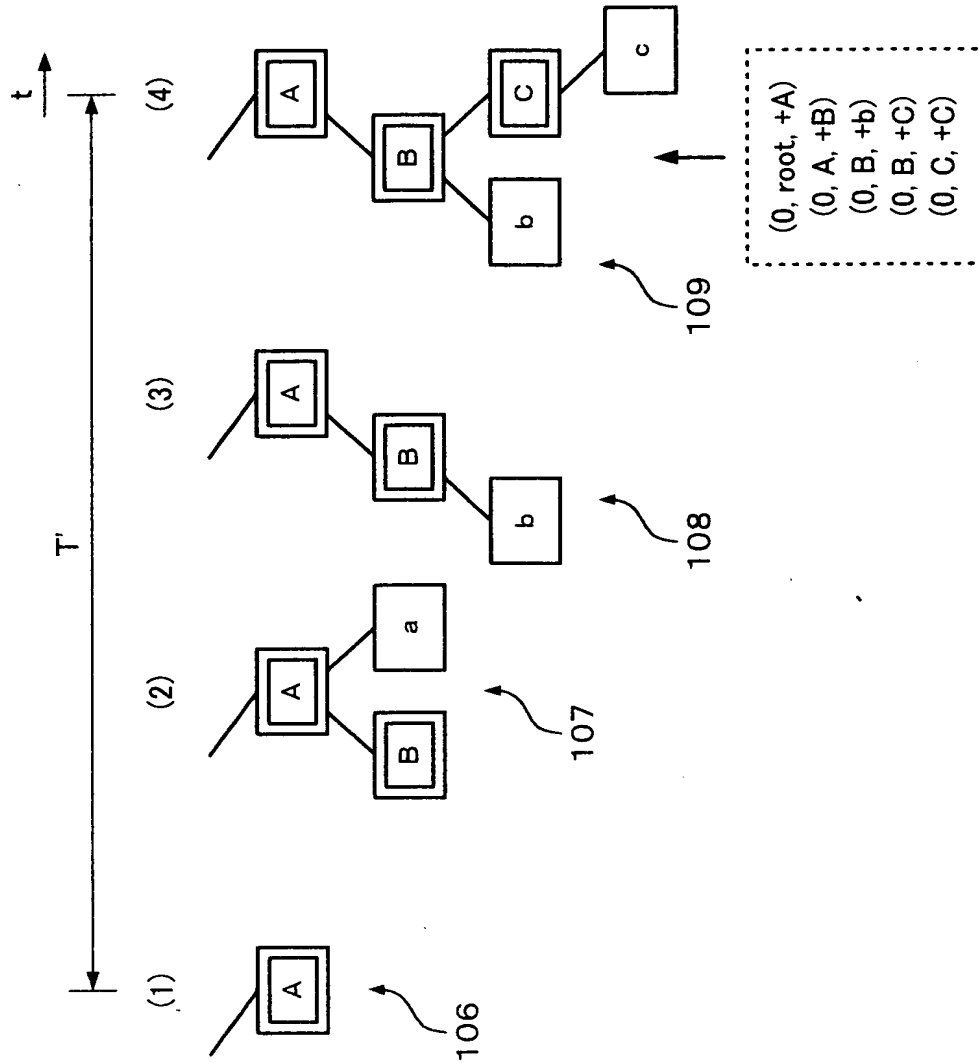 t
T'
(1) (2) (3) (4)
A A A A
B a B B
b b C
c
106 107 108 109
(0, root, +A)
(0, A, +B)
(0, B, +b)
(0, B, +C)
(0, C, +C)